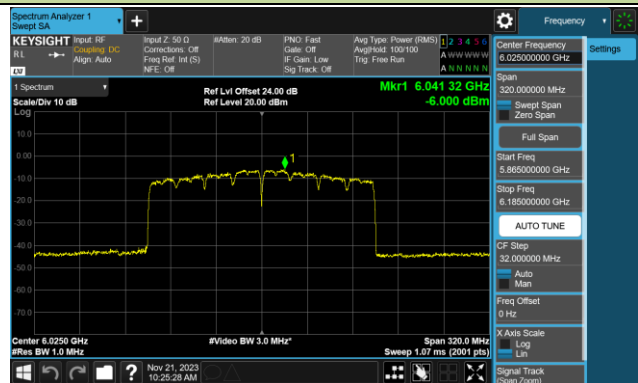 Spectrum Analyzer 1
Swept SA
Frequency
KEYSIGHT
Input: RF
Coupling: DC
Align: Auto
RL
LXI
Input Z: 50 Ω
Corrections: Off
Freq Ref: Int (S)
NFE: Off
#Atten: 20 dB
PNO: Fast
Gate: Off
IF Gain: Low
Sig Track: Off
Avg Type: Power (RMS)
Avg|Hold: 100/100
Trig: Free Run
1 2 3 4 5 6
A W W W W W
A N N N N N
1 Spectrum
Scale/Div 10 dB
Log
Ref Lvl Offset 24.00 dB
Ref Level 20.00 dBm
Mkr1 6.041 32 GHz
-6.000 dBm
10.0
0.00
-10.0
-20.0
-30.0
-40.0
-50.0
-60.0
-70.0
1
Center 6.0250 GHz
#Res BW 1.0 MHz
#Video BW 3.0 MHz*
Span 320.0 MHz
Sweep 1.07 ms (2001 pts)
Nov 21, 2023
10:25:28 AM
?
Center Frequency
6.025000000 GHz
Settings
Span
320.000000 MHz
Swept Span
Zero Span
Full Span
Start Freq
5.865000000 GHz
Stop Freq
6.185000000 GHz
AUTO TUNE
CF Step
32.000000 MHz
Auto
Man
Freq Offset
0 Hz
X Axis Scale
Log
Lin
Signal Track
(Span Zoom)